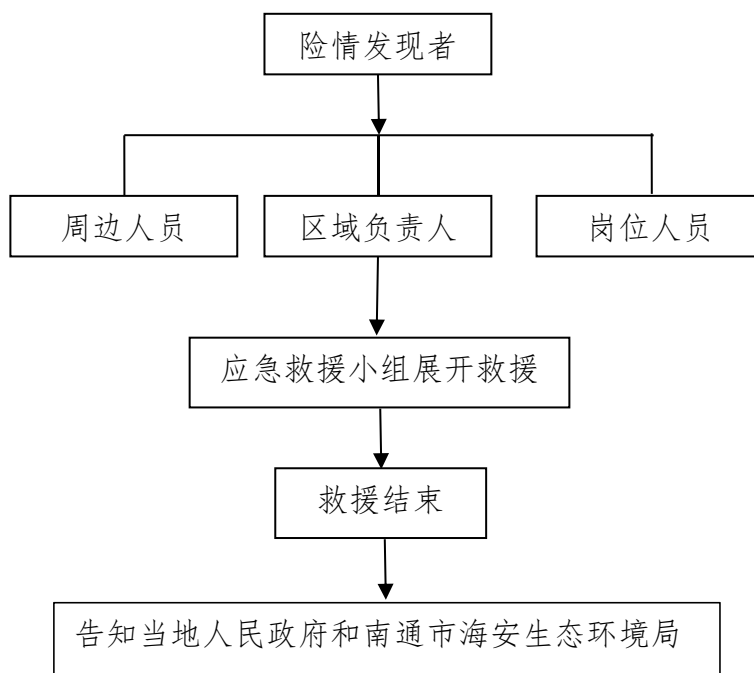 险情发现者
周边人员
区域负责人
岗位人员
应急救援小组展开救援
救援结束
告知当地人民政府和南通市海安生态环境局